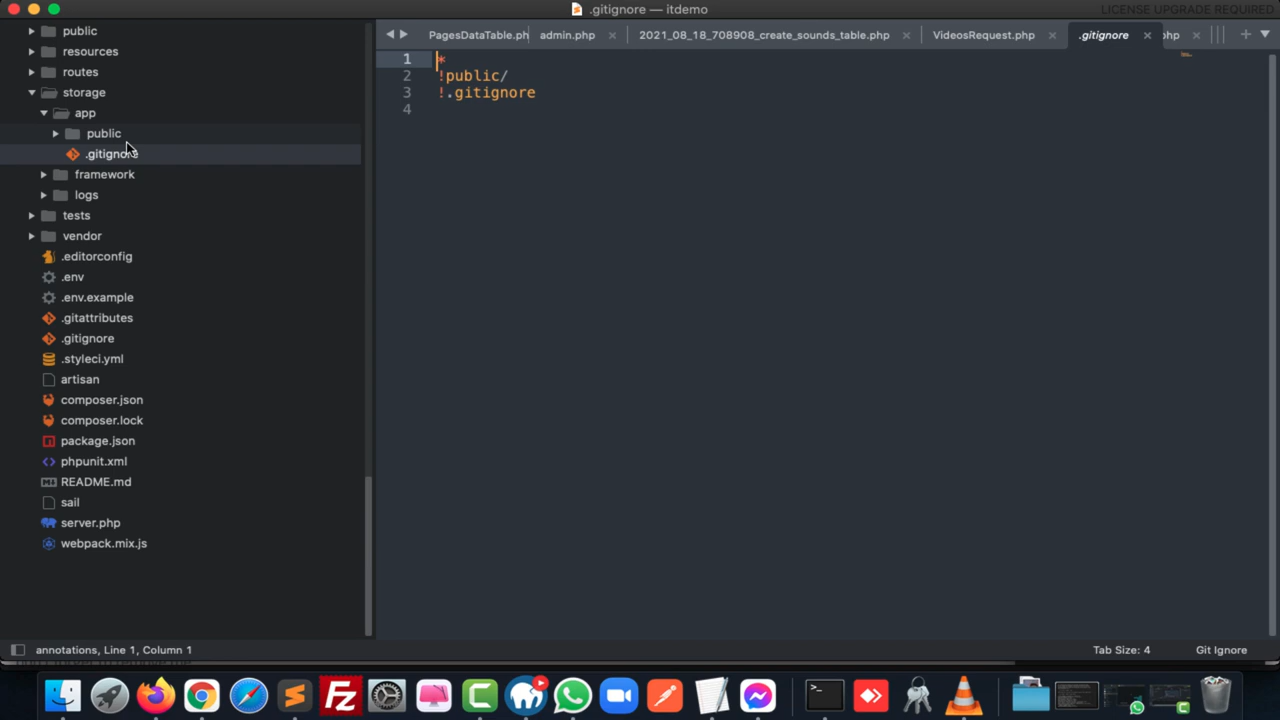 .gitignore — itdemo
LICENSE UPGRADE REQUIRED
PagesDataTable.ph
admin.php
2021_08_18_708908_create_sounds_table.php
VideosRequest.php
.gitignore
php
public
resources
routes
storage
app
public
.gitignore
framework
logs
tests
vendor
.editorconfig
.env
.env.example
.gitattributes
.gitignore
.styleci.yml
artisan
composer.json
composer.lock
package.json
phpunit.xml
README.md
sail
server.php
webpack.mix.js
1 *
2 !public/
3 !.gitignore
4
annotations, Line 1, Column 1
Tab Size: 4
Git Ignore